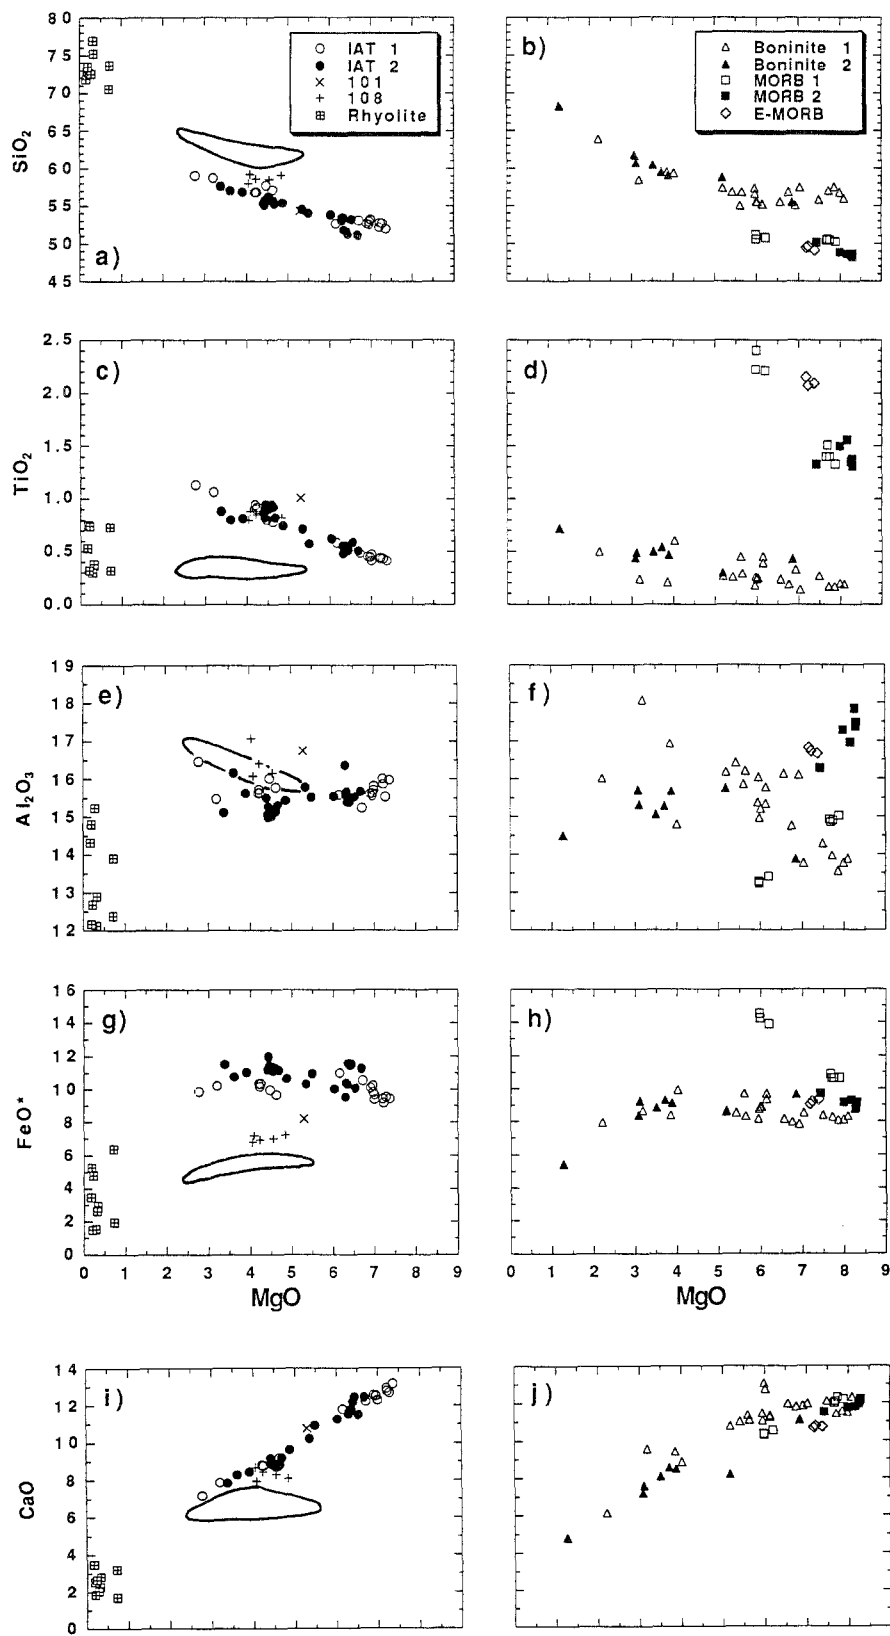 80
75
70
65
60
55
50
45
SiO2
a)
IAT 1
IAT 2
101
108
Rhyolite
b)
Boninite 1
Boninite 2
MORB 1
MORB 2
E-MORB
2.5
2.0
1.5
1.0
0.5
0.0
TiO2
c)
d)
19
18
17
16
15
14
13
12
Al2O3
e)
f)
16
14
12
10
8
6
4
2
0
FeO*
g)
h)
0 1 2 3 4 5 6 7 8 9
MgO
0 1 2 3 4 5 6 7 8 9
MgO
14
12
10
8
6
4
2
0
CaO
i)
j)